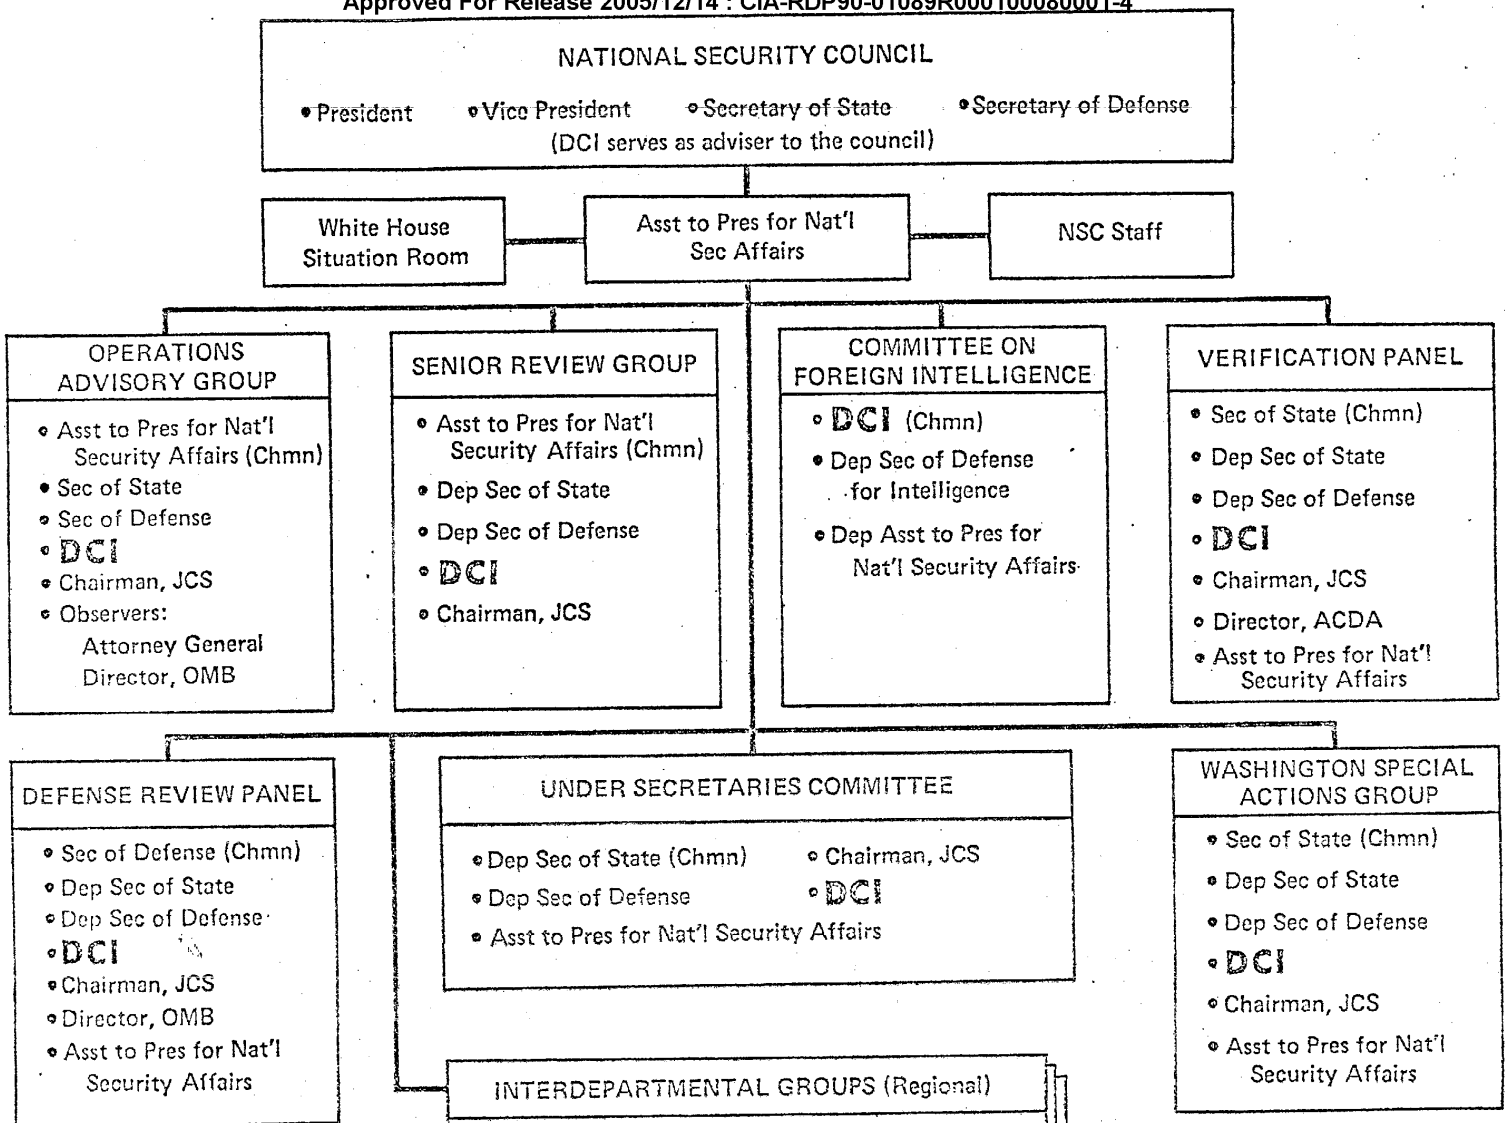 Approved For Release 2005/12/14 : CIA-RDP90-01089R000100080001-4
NATIONAL SECURITY COUNCIL
• President • Vice President • Secretary of State • Secretary of Defense
(DCI serves as adviser to the council)
White House
Situation Room
Asst to Pres for Nat'l
Sec Affairs
NSC Staff
OPERATIONS
ADVISORY GROUP
• Asst to Pres for Nat'l
Security Affairs (Chmn)
• Sec of State
• Sec of Defense
• DCI
• Chairman, JCS
• Observers:
Attorney General
Director, OMB
SENIOR REVIEW GROUP
• Asst to Pres for Nat'l
Security Affairs (Chmn)
• Dep Sec of State
• Dep Sec of Defense
• DCI
• Chairman, JCS
COMMITTEE ON
FOREIGN INTELLIGENCE
• DCI (Chmn)
• Dep Sec of Defense
for Intelligence
• Dep Asst to Pres for
Nat'l Security Affairs
VERIFICATION PANEL
• Sec of State (Chmn)
• Dep Sec of State
• Dep Sec of Defense
• DCI
• Chairman, JCS
• Director, ACDA
• Asst to Pres for Nat'l
Security Affairs
DEFENSE REVIEW PANEL
• Sec of Defense (Chmn)
• Dep Sec of State
• Dep Sec of Defense
• DCI
• Chairman, JCS
• Director, OMB
• Asst to Pres for Nat'l
Security Affairs
UNDER SECRETARIES COMMITTEE
• Dep Sec of State (Chmn) • Chairman, JCS
• Dep Sec of Defense • DCI
• Asst to Pres for Nat'l Security Affairs
WASHINGTON SPECIAL
ACTIONS GROUP
• Sec of State (Chmn)
• Dep Sec of State
• Dep Sec of Defense
• DCI
• Chairman, JCS
• Asst to Pres for Nat'l
Security Affairs
INTERDEPARTMENTAL GROUPS (Regional)